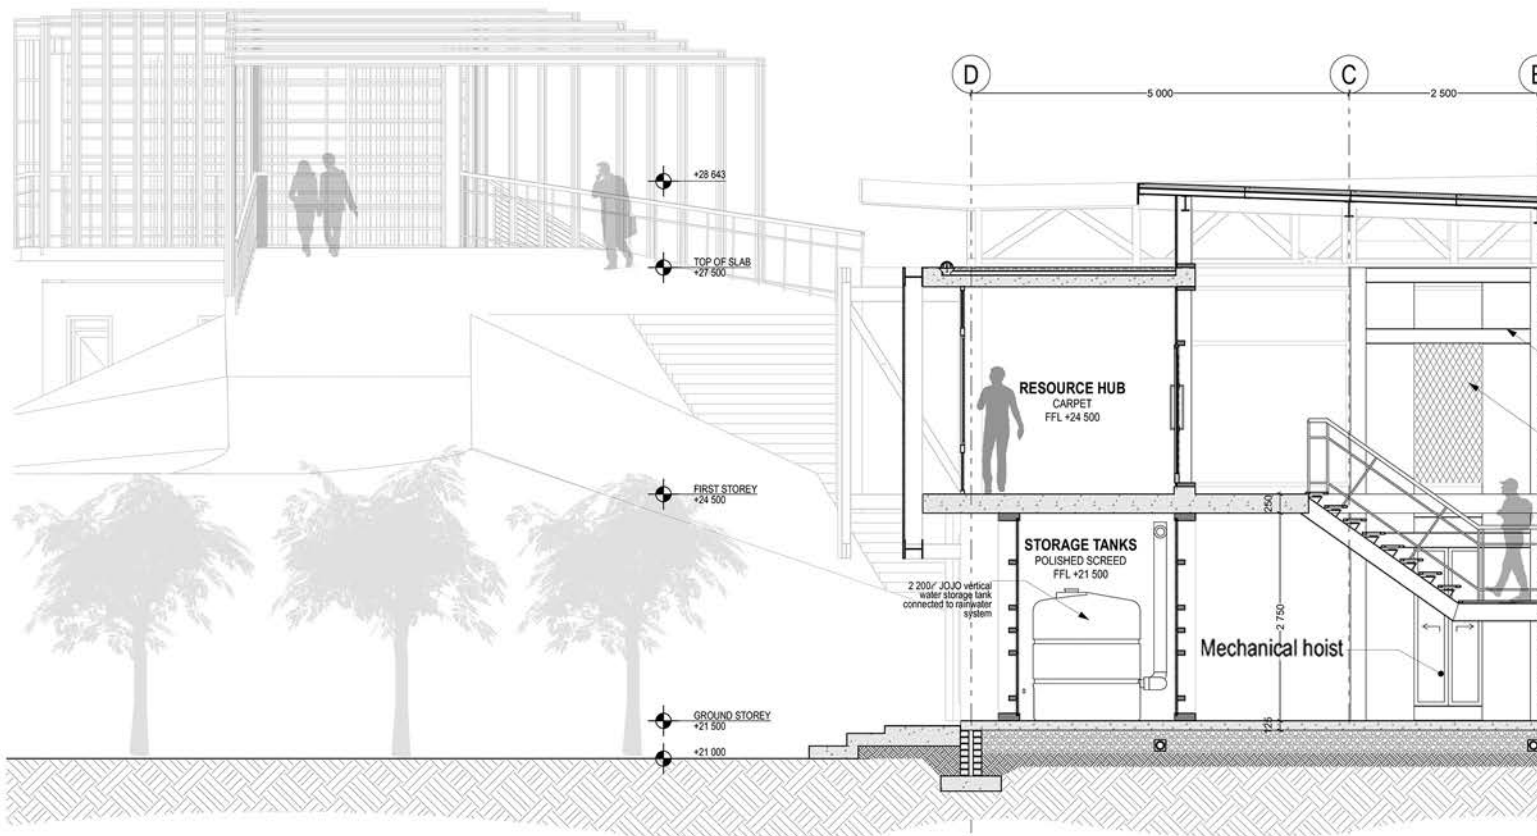 D
C
5 000
2 500
+28 643
TOP OF SLAB
+27 500
RESOURCE HUB
CARPET
FFL +24 500
FIRST STOREY
+24 500
250
STORAGE TANKS
POLISHED SCREED
FFL +21 500
2 200ℓ JOJO vertical
water storage tank
connected to rainwater
system
2 750
Mechanical hoist
GROUND STOREY
+21 500
125
+21 000